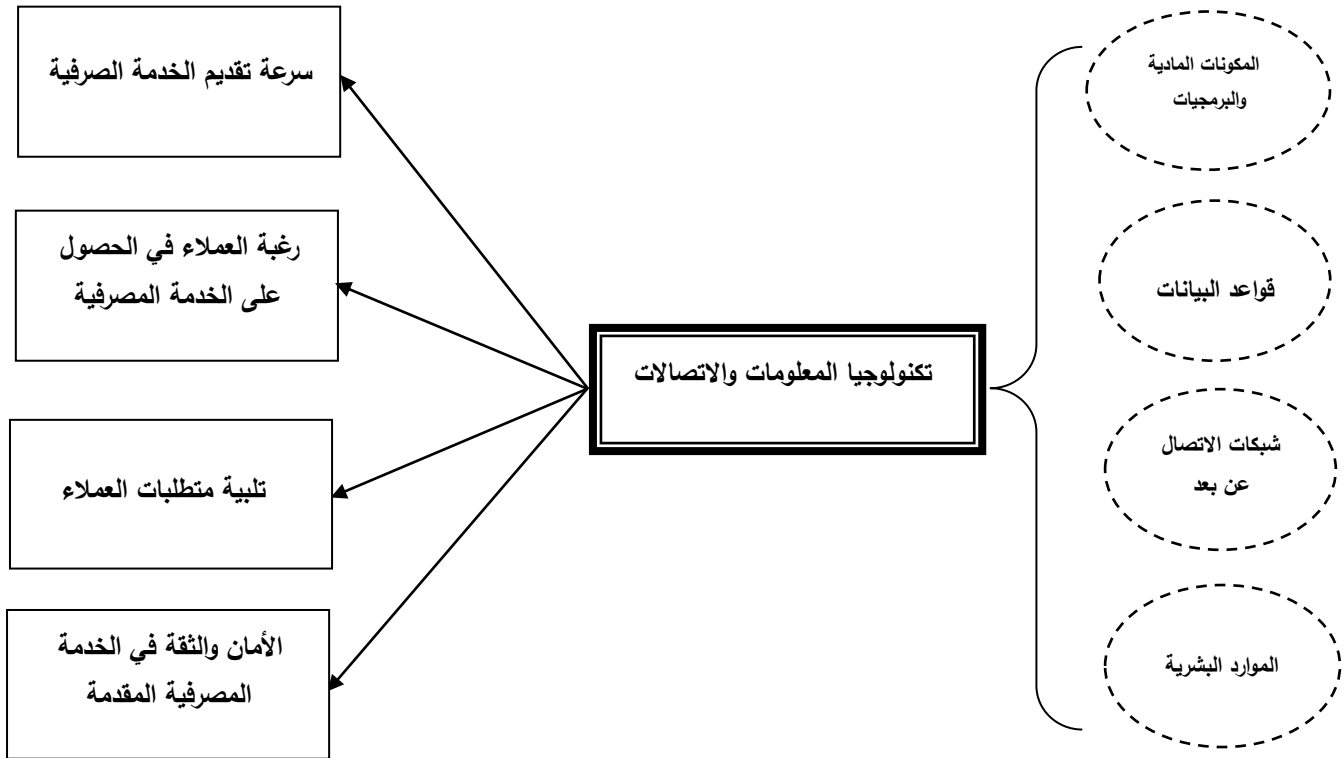 المكونات المادية
والبرمجيات
قواعد البيانات
شبكات الاتصال
عن بعد
الموارد البشرية
تكنولوجيا المعلومات والاتصالات
سرعة تقديم الخدمة الصرفية
رغبة العملاء في الحصول
على الخدمة المصرفية
تلبية متطلبات العملاء
الأمان والثقة في الخدمة
المصرفية المقدمة